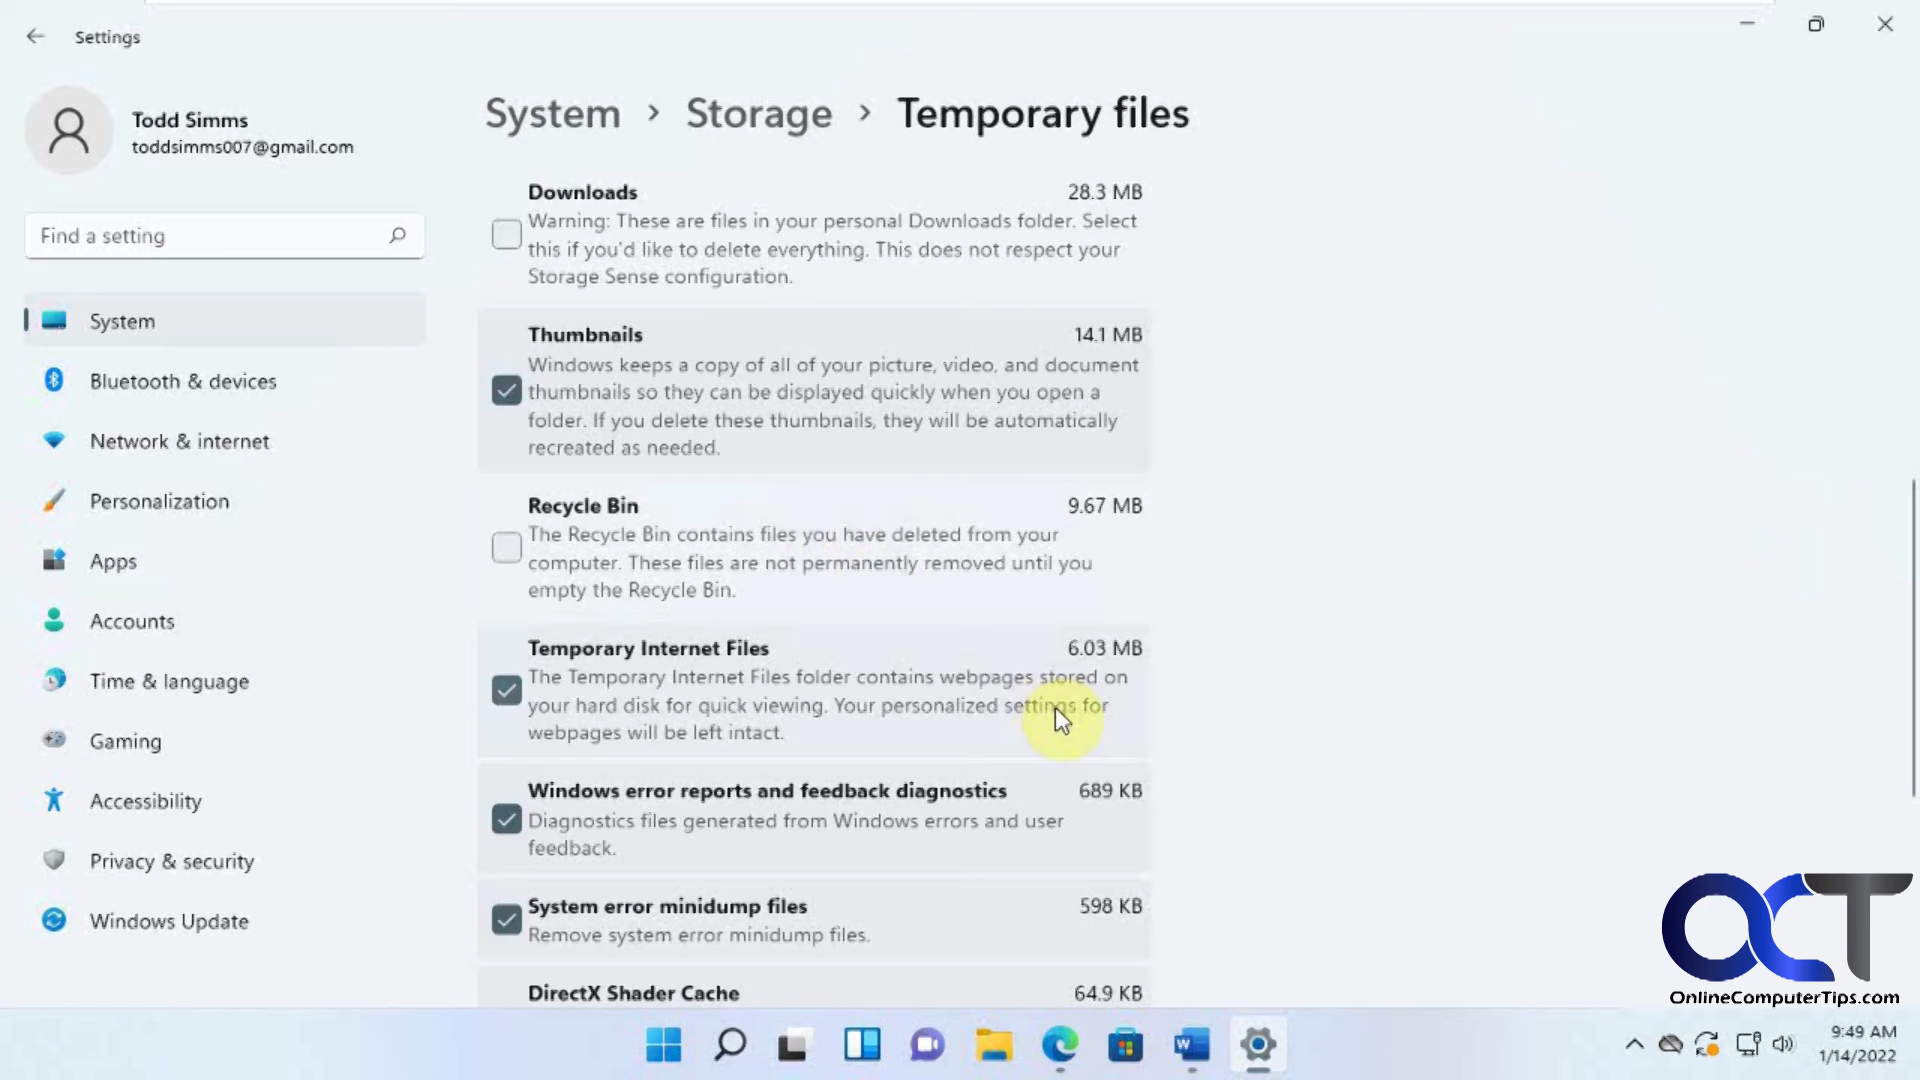 Settings
Todd Simms
toddsimms007@gmail.com
Find a setting
System
Bluetooth & devices
Network & internet
Personalization
Apps
Accounts
Time & language
Gaming
Accessibility
Privacy & security
Windows Update
System > Storage > Temporary files
Downloads 28.3 MB
Warning: These are files in your personal Downloads folder. Select
this if you'd like to delete everything. This does not respect your
Storage Sense configuration.
Thumbnails 14.1 MB
Windows keeps a copy of all of your picture, video, and document
thumbnails so they can be displayed quickly when you open a
folder. If you delete these thumbnails, they will be automatically
recreated as needed.
Recycle Bin 9.67 MB
The Recycle Bin contains files you have deleted from your
computer. These files are not permanently removed until you
empty the Recycle Bin.
Temporary Internet Files 6.03 MB
The Temporary Internet Files folder contains webpages stored on
your hard disk for quick viewing. Your personalized settings for
webpages will be left intact.
Windows error reports and feedback diagnostics 689 KB
Diagnostics files generated from Windows errors and user
feedback.
System error minidump files 598 KB
Remove system error minidump files.
DirectX Shader Cache 64.9 KB
OCT
OnlineComputerTips.com
W
9:49 AM
1/14/2022